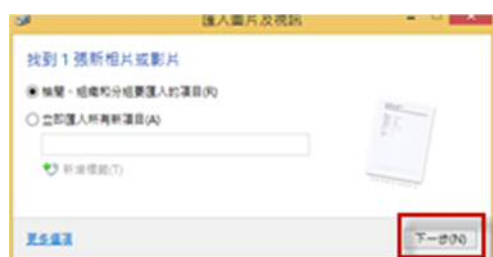 匯入圖片及視訊
找到 1 張新相片或影片
檢閱、組織和分組要匯入的項目(R)
立即匯入所有新項目(A)
新增標籤(T)
更多選項
下一步(N)